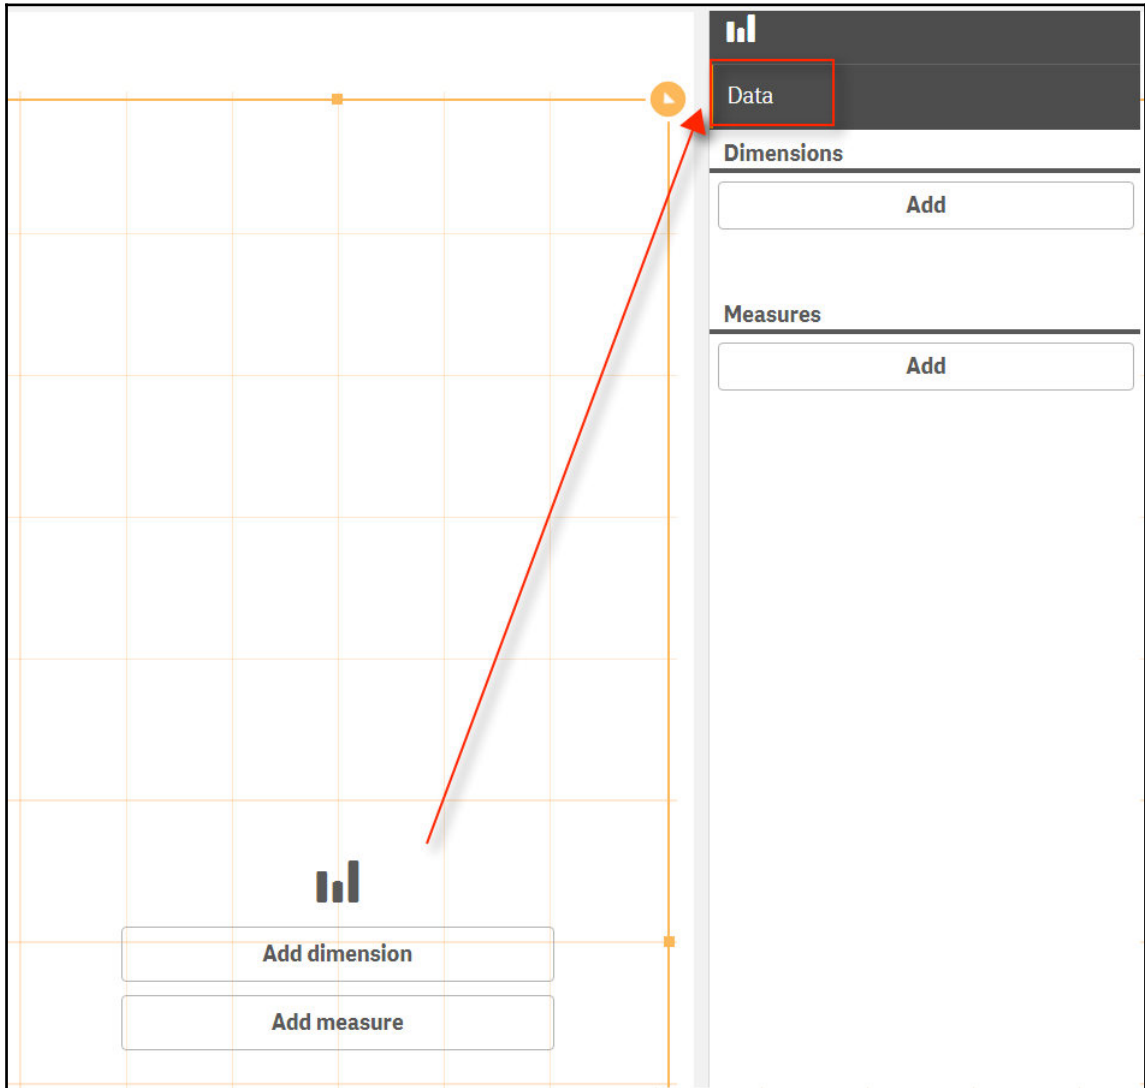 Data
Dimensions
Add
Measures
Add
Add dimension
Add measure